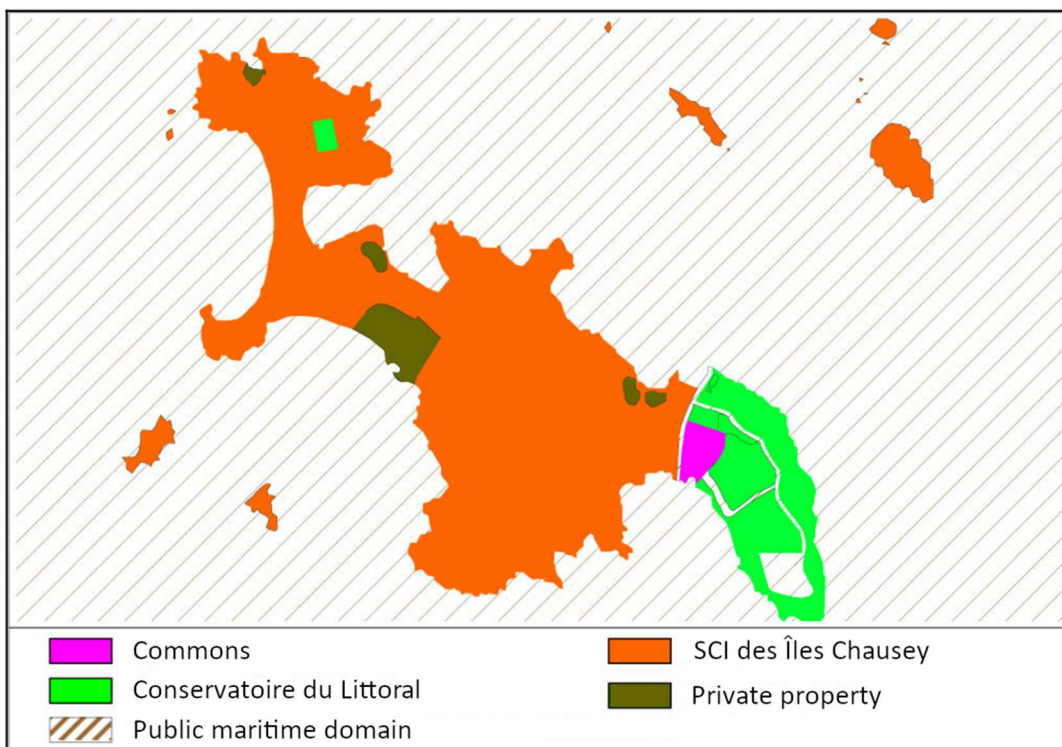 Commons
Conservatoire du Littoral
Public maritime domain
SCI des Îles Chausey
Private property